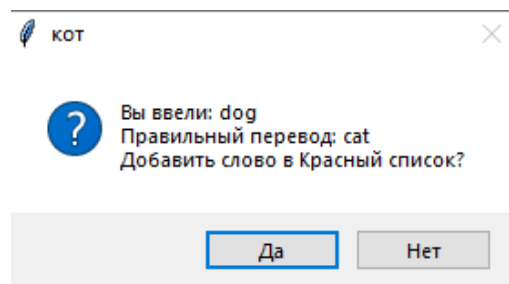 кот
Вы ввели: dog
Правильный перевод: cat
Добавить слово в Красный список?
Да
Нет